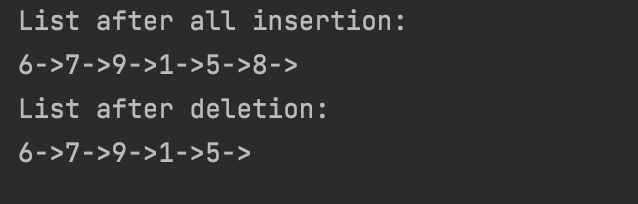 List after all insertion:
6->7->9->1->5->8->
List after deletion:
6->7->9->1->5->